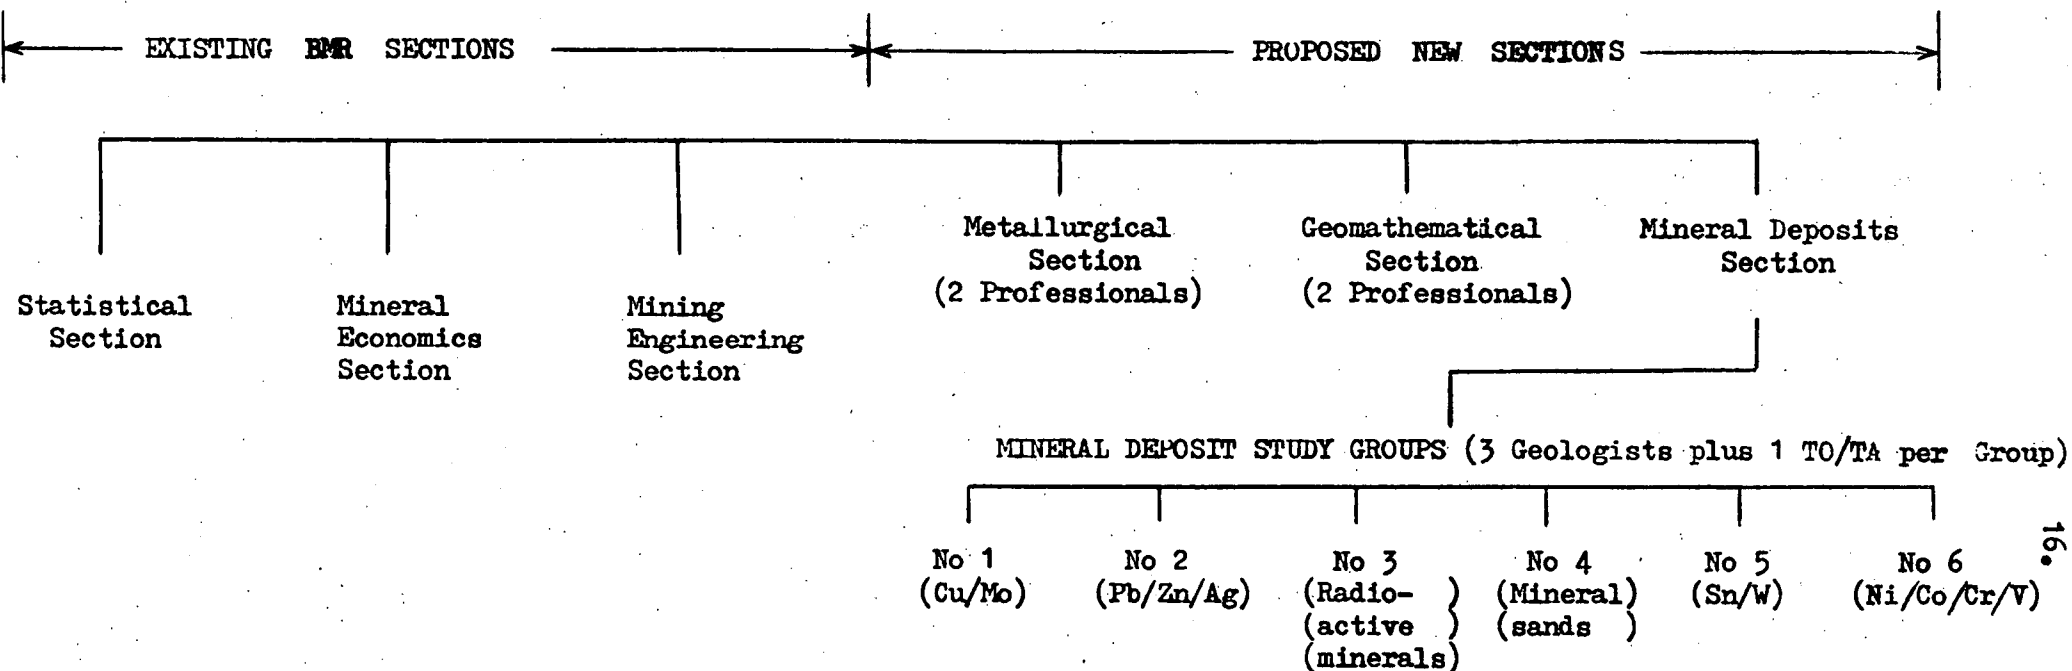 EXISTING BMR SECTIONS
PROPOSED NEW SECTIONS
Statistical
Section
Mineral
Economics
Section
Mining
Engineering
Section
Metallurgical
Section
(2 Professionals)
Geomathematical
Section
(2 Professionals)
Mineral Deposits
Section
MINERAL DEPOSIT STUDY GROUPS (3 Geologists plus 1 TO/TA per Group)
No 1
(Cu/Mo)
No 2
(Pb/Zn/Ag)
No 3
(Radio- )
(active )
(minerals)
No 4
(Mineral)
(sands )
No 5
(Sn/W)
No 6
(Ni/Co/Cr/V)
16.